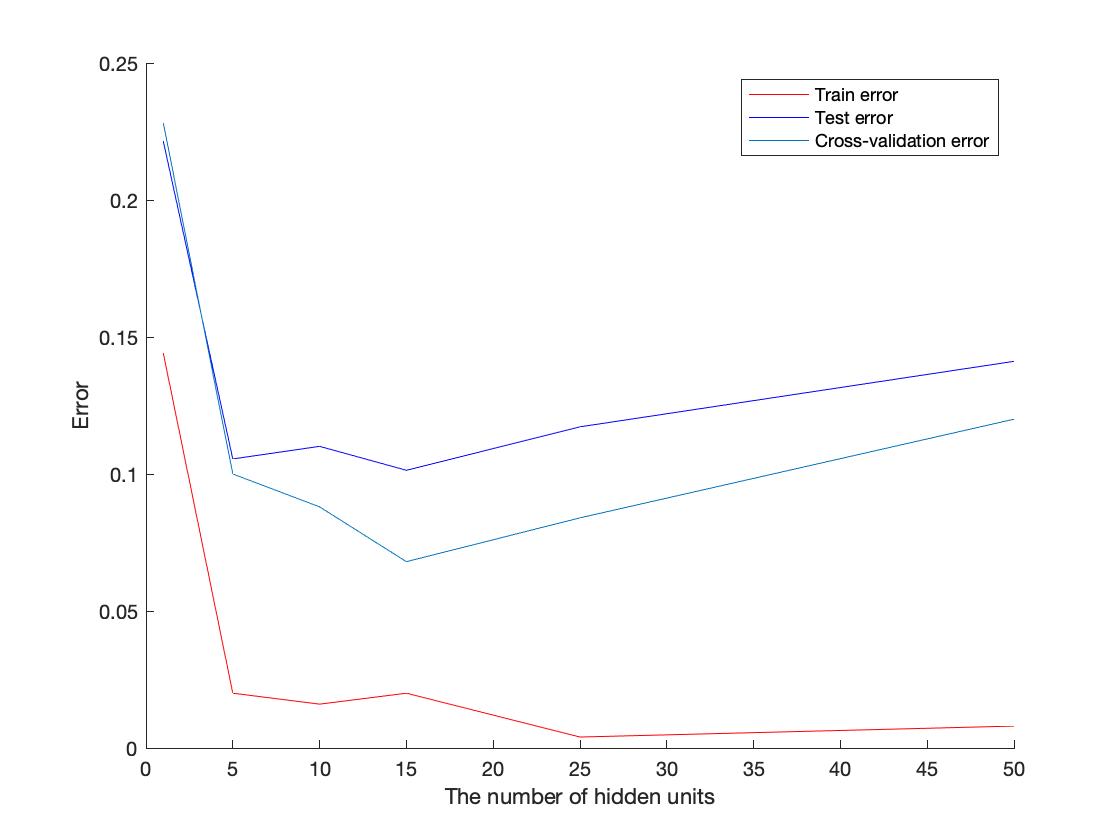 0.25
0.2
0.15
0.1
0.05
0
Error
0 5 10 15 20 25 30 35 40 45 50
The number of hidden units
Train error
Test error
Cross-validation error